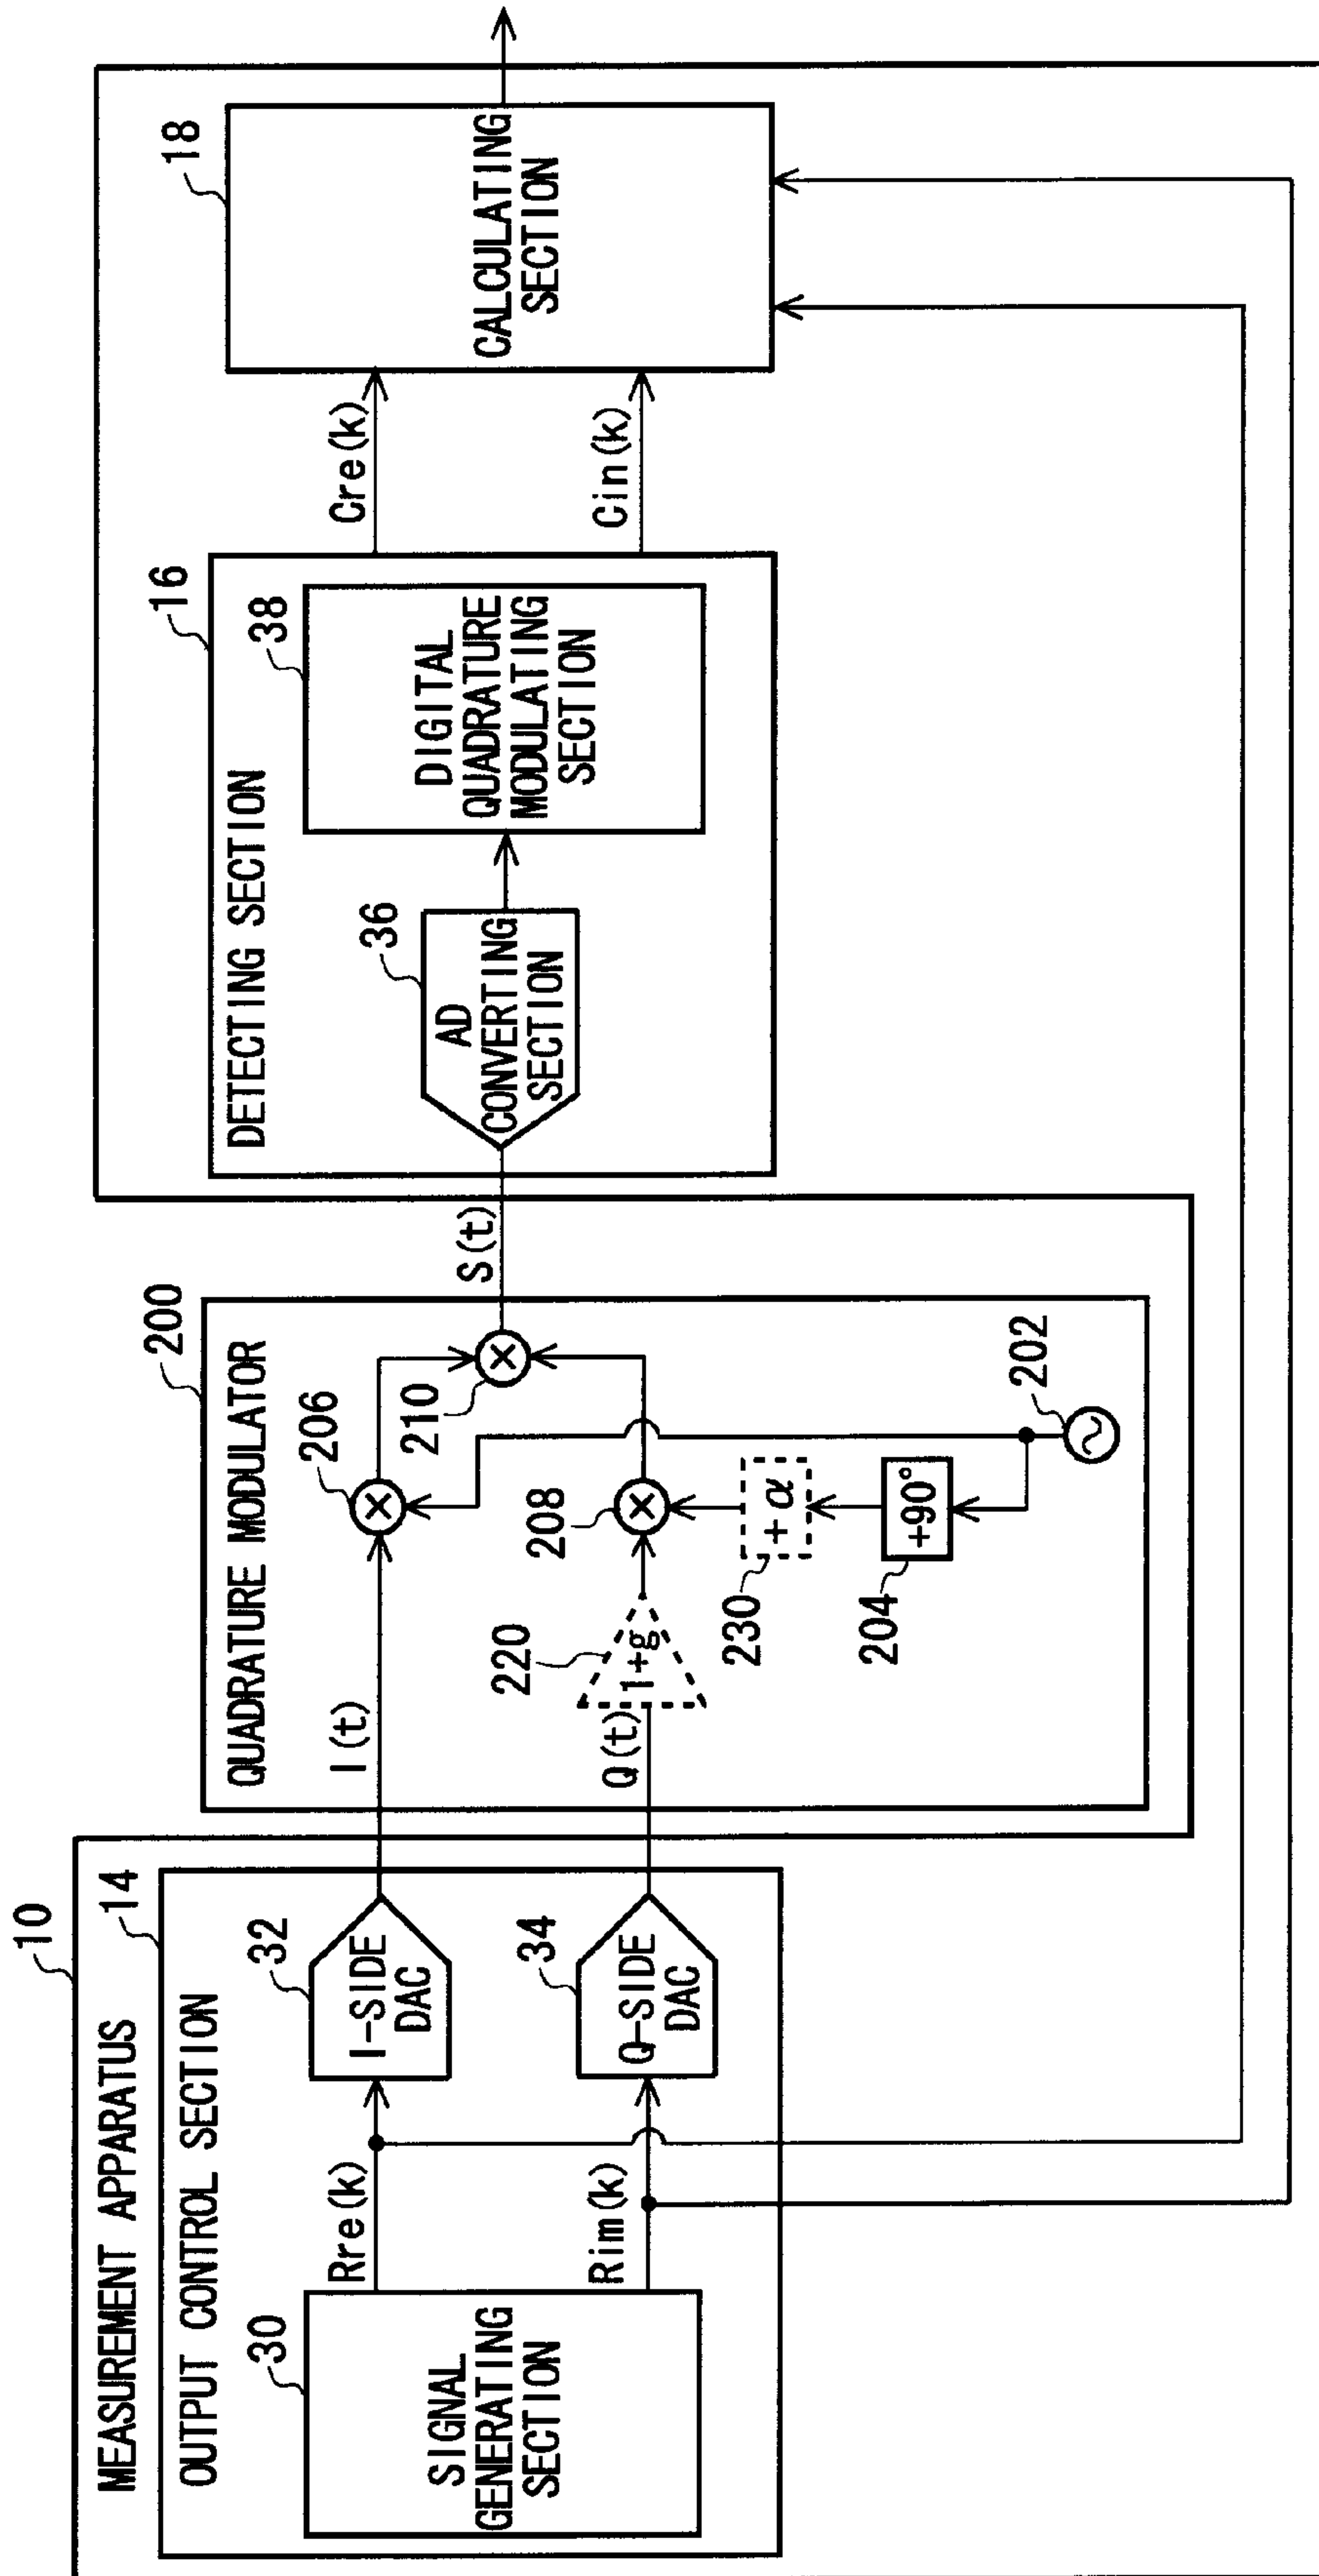 10
MEASUREMENT APPARATUS
14
OUTPUT CONTROL SECTION
30
SIGNAL
GENERATING
SECTION
Rre(k)
Rim(k)
32
I-SIDE
DAC
34
Q-SIDE
DAC
200
QUADRATURE MODULATOR
I(t)
Q(t)
220
1+g
206
208
210
230
+α
204
+90°
202
S(t)
16
DETECTING SECTION
36
AD
CONVERTING
SECTION
38
DIGITAL
QUADRATURE
MODULATING
SECTION
Cre(k)
Cin(k)
18
CALCULATING
SECTION